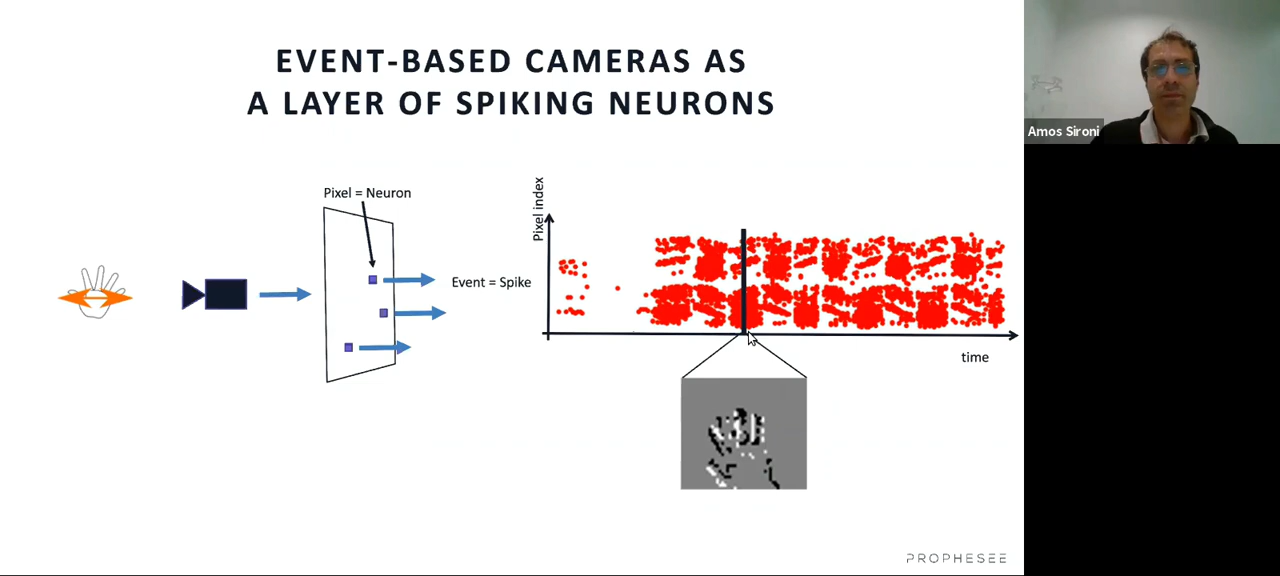 EVENT-BASED CAMERAS AS
A LAYER OF SPIKING NEURONS
Amos Sironi
Pixel = Neuron
Pixel index
Event = Spike
time
PROPHESEE